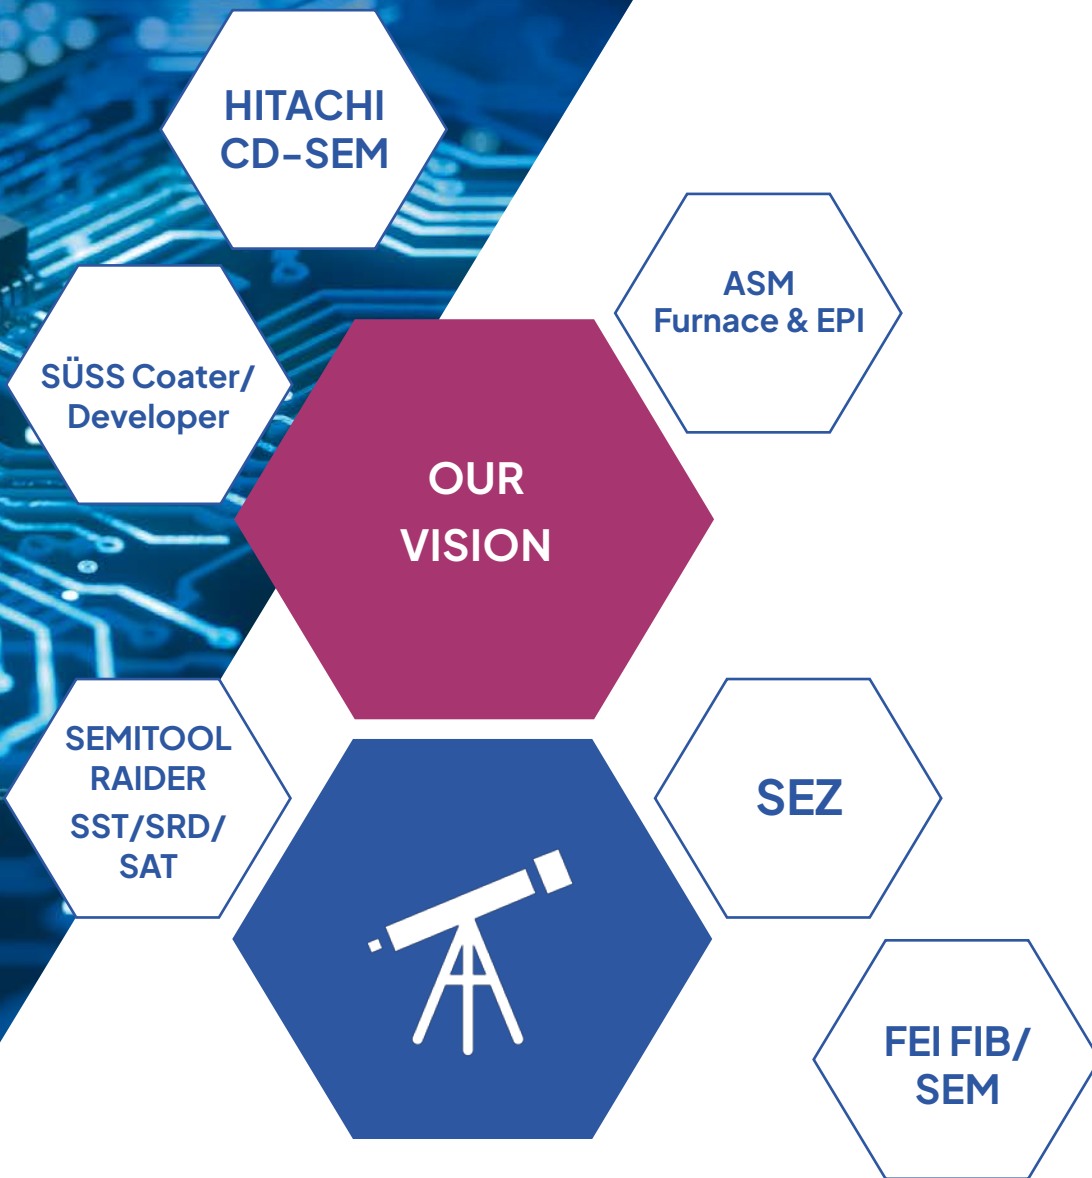 HITACHI
CD-SEM
ASM
Furnace & EPI
SÜSS Coater/
Developer
OUR
VISION
SEMITOOL
RAIDER
SST/SRD/
SAT
SEZ
FEI FIB/
SEM